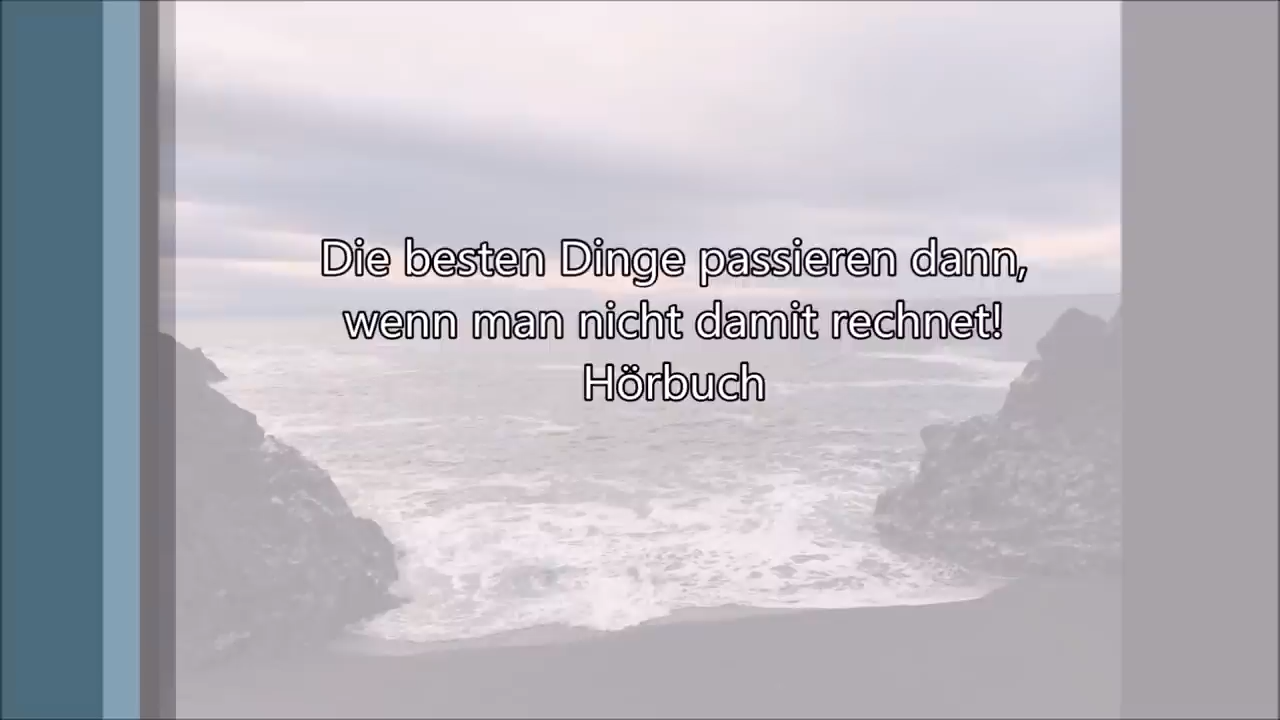 Die besten Dinge passieren dann,
wenn man nicht damit rechnet!
Hörbuch